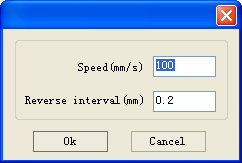 Speed(mm/s) 100
Reverse interval(mm) 0.2
Ok Cancel